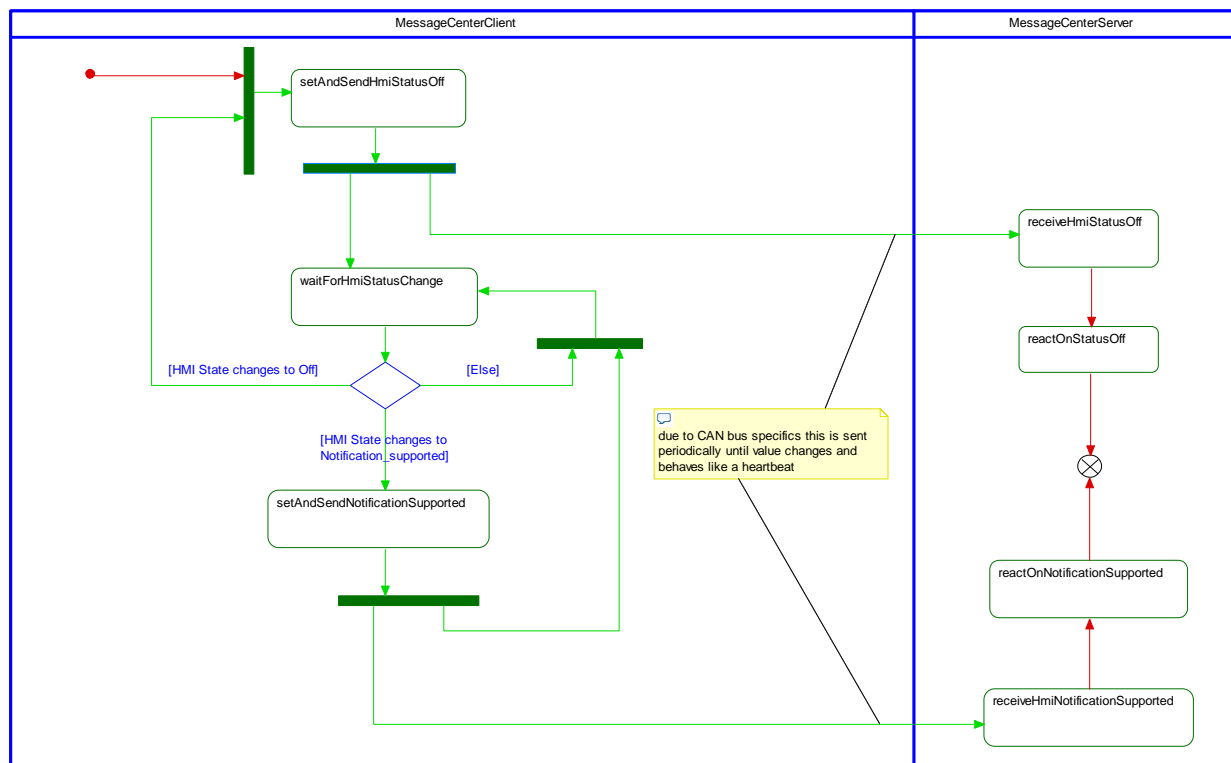 MessageCenterClient
MessageCenterServer
setAndSendHmiStatusOff
receiveHmiStatusOff
waitForHmiStatusChange
reactOnStatusOff
[HMI State changes to Off]
[Else]
[HMI State changes to
Notification_supported]
due to CAN bus specifics this is sent
periodically until value changes and
behaves like a heartbeat
setAndSendNotificationSupported
reactOnNotificationSupported
receiveHmiNotificationSupported